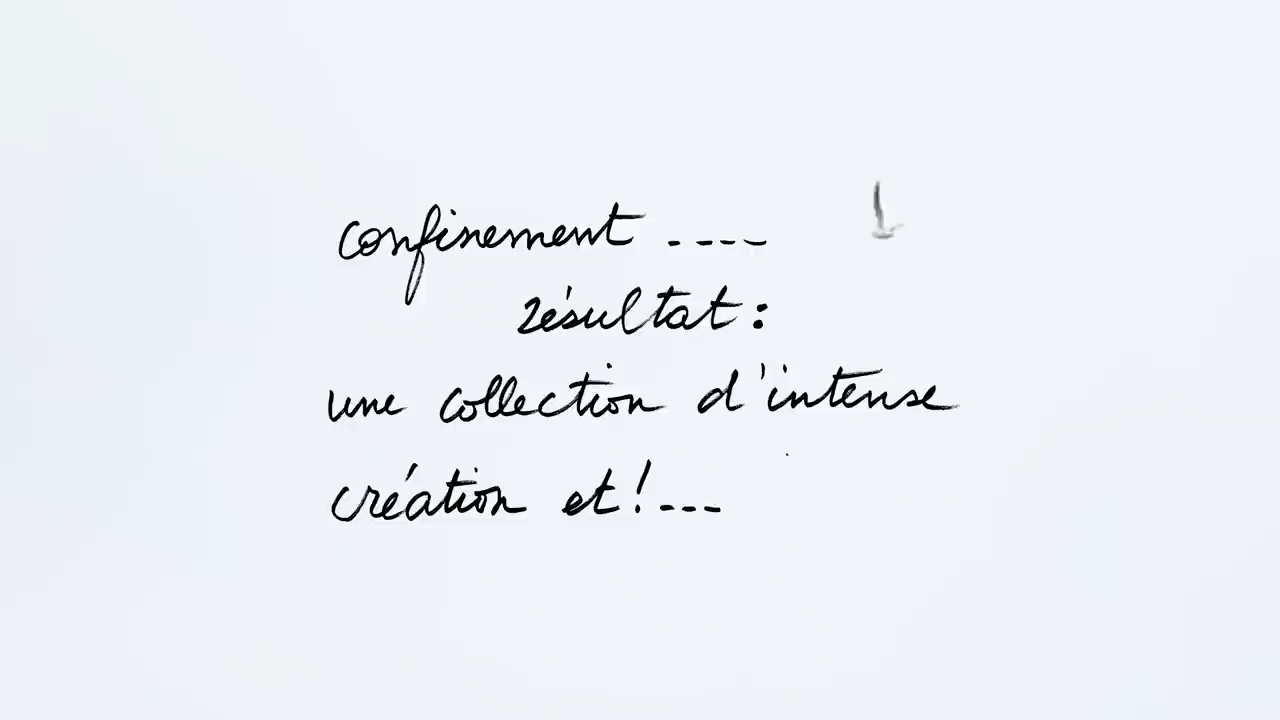 confinement ....
résultat :
une collection d'intense
création et !...